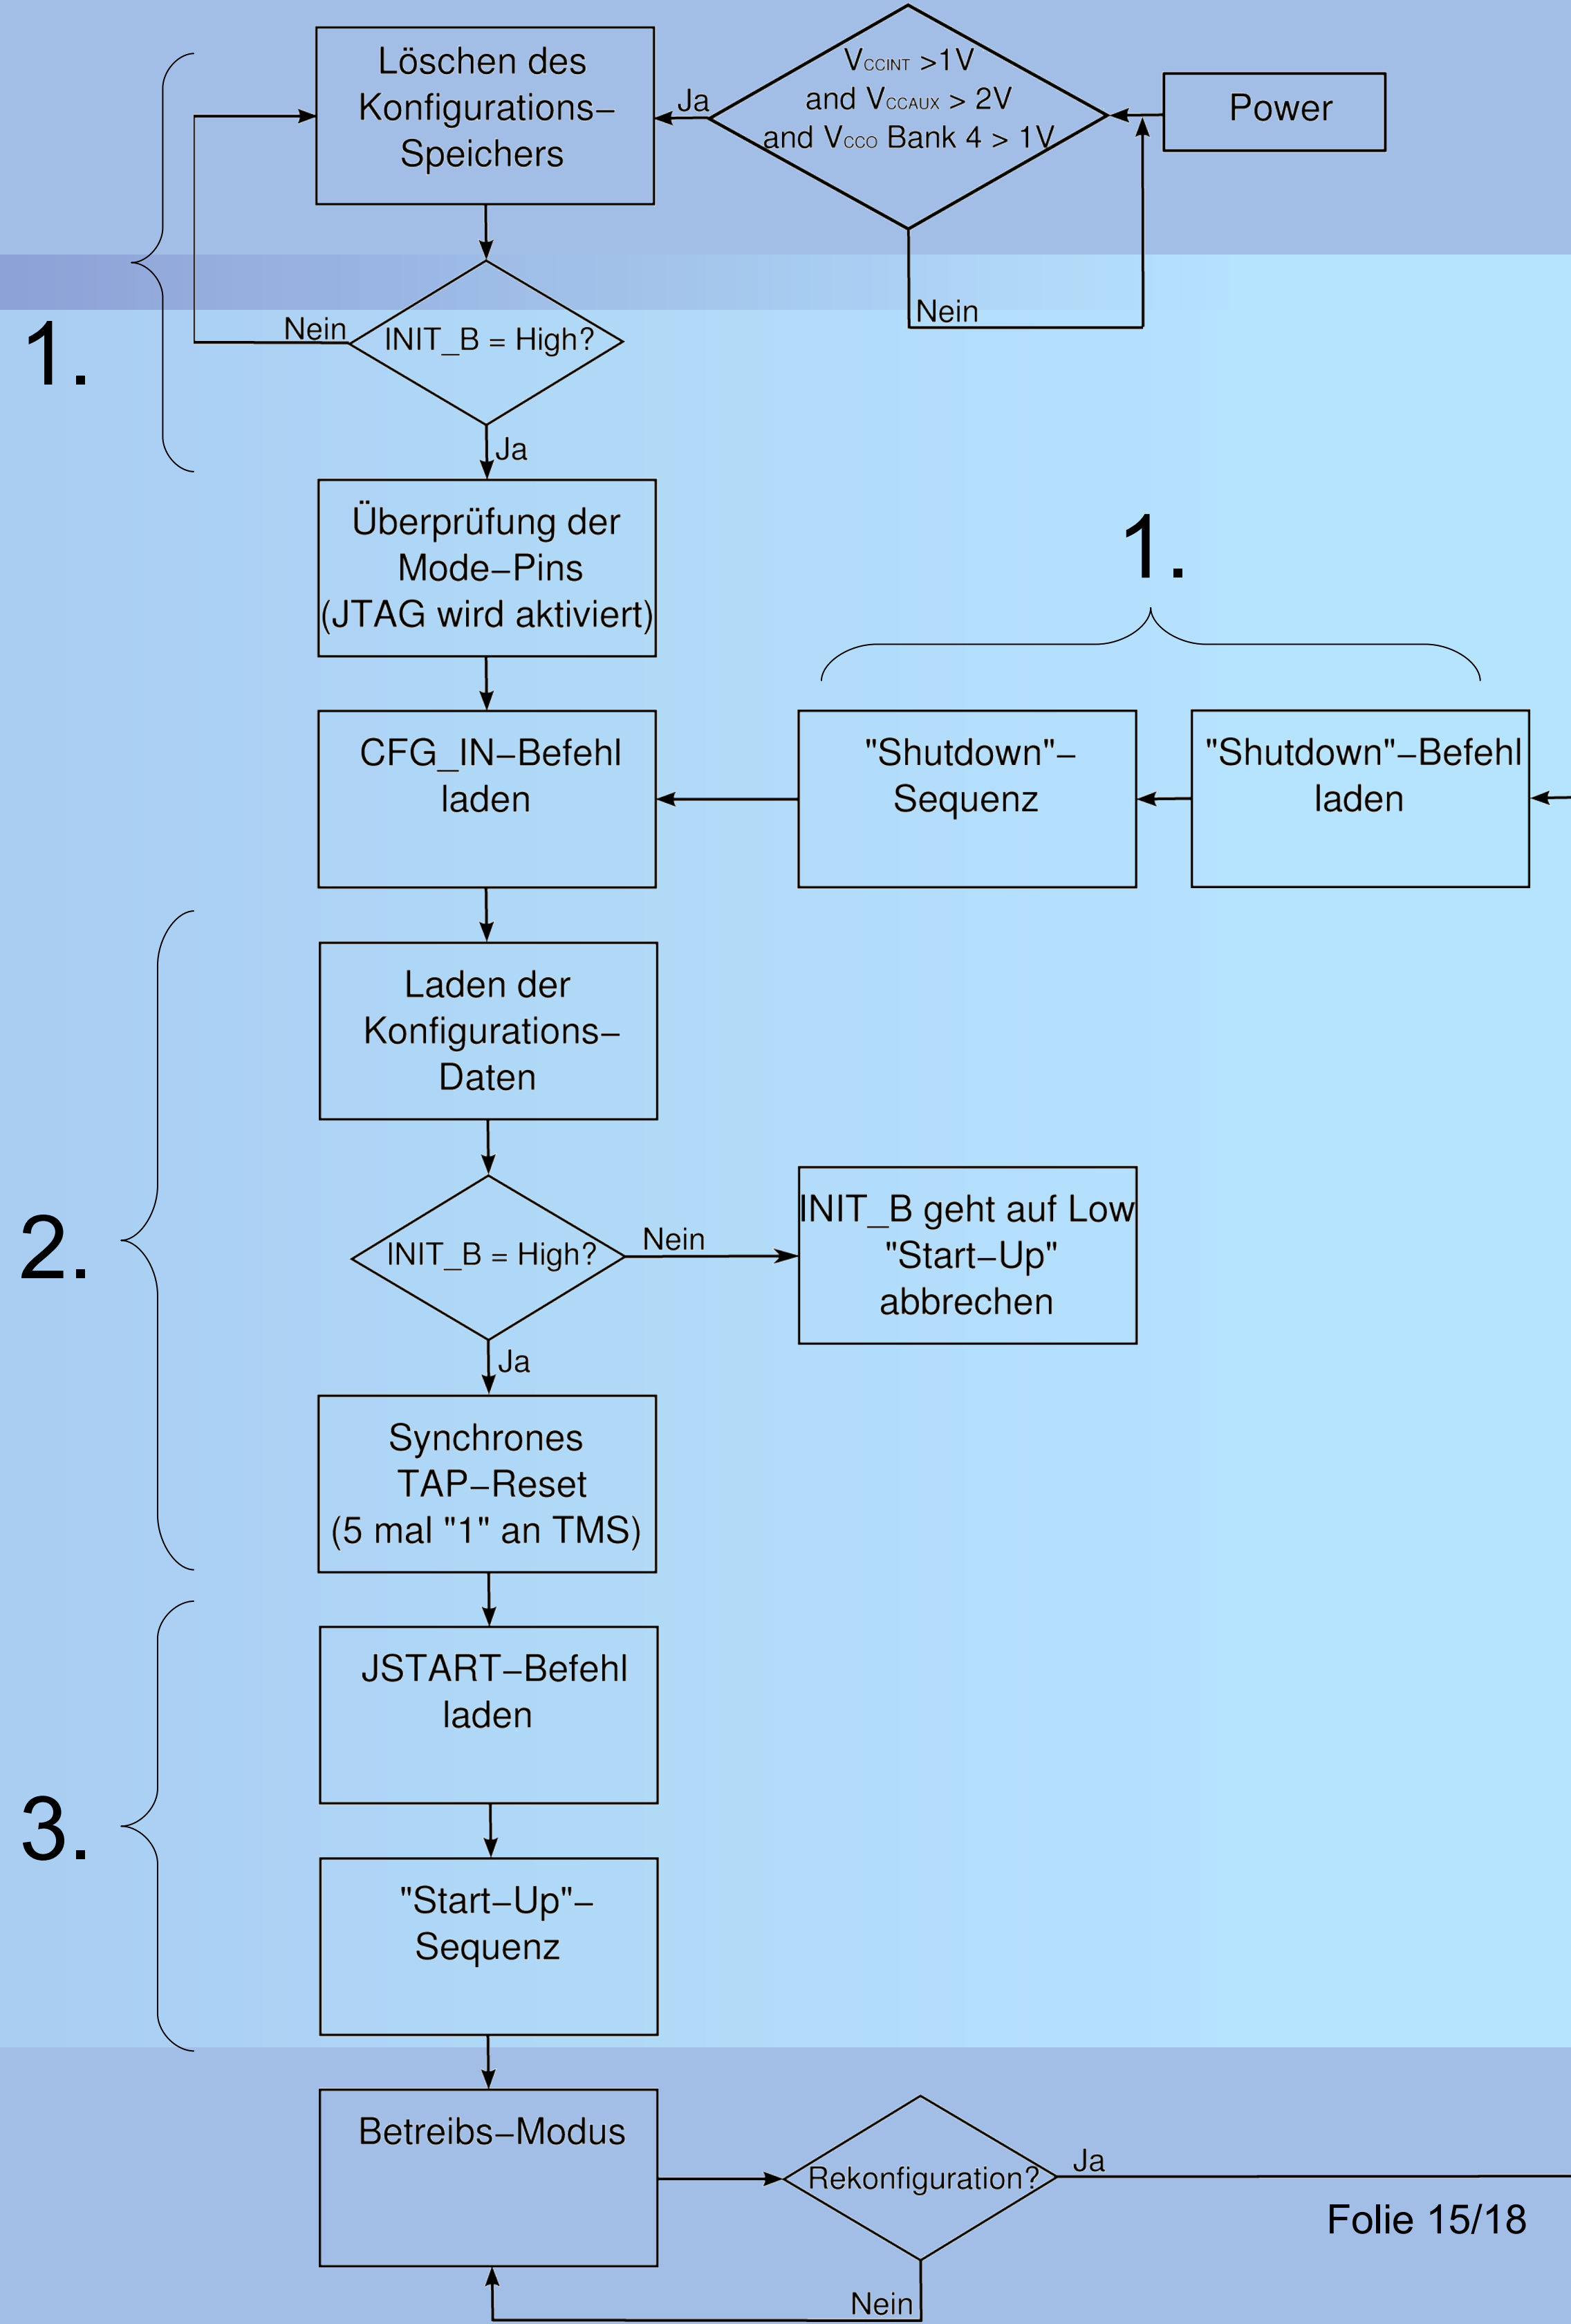 Löschen des
Konfigurations–
Speichers
Ja
VCCINT >1V
and VCCAUX > 2V
and VCCO Bank 4 > 1V
Power
Nein
Nein
INIT_B = High?
1.
Ja
Überprüfung der
Mode–Pins
(JTAG wird aktiviert)
1.
CFG_IN–Befehl
laden
"Shutdown"–
Sequenz
"Shutdown"–Befehl
laden
Laden der
Konfigurations–
Daten
2.
INIT_B = High?
Nein
INIT_B geht auf Low
"Start–Up"
abbrechen
Ja
Synchrones
TAP–Reset
(5 mal "1" an TMS)
JSTART–Befehl
laden
3.
"Start–Up"–
Sequenz
Betreibs–Modus
Rekonfiguration?
Ja
Nein
Folie 15/18